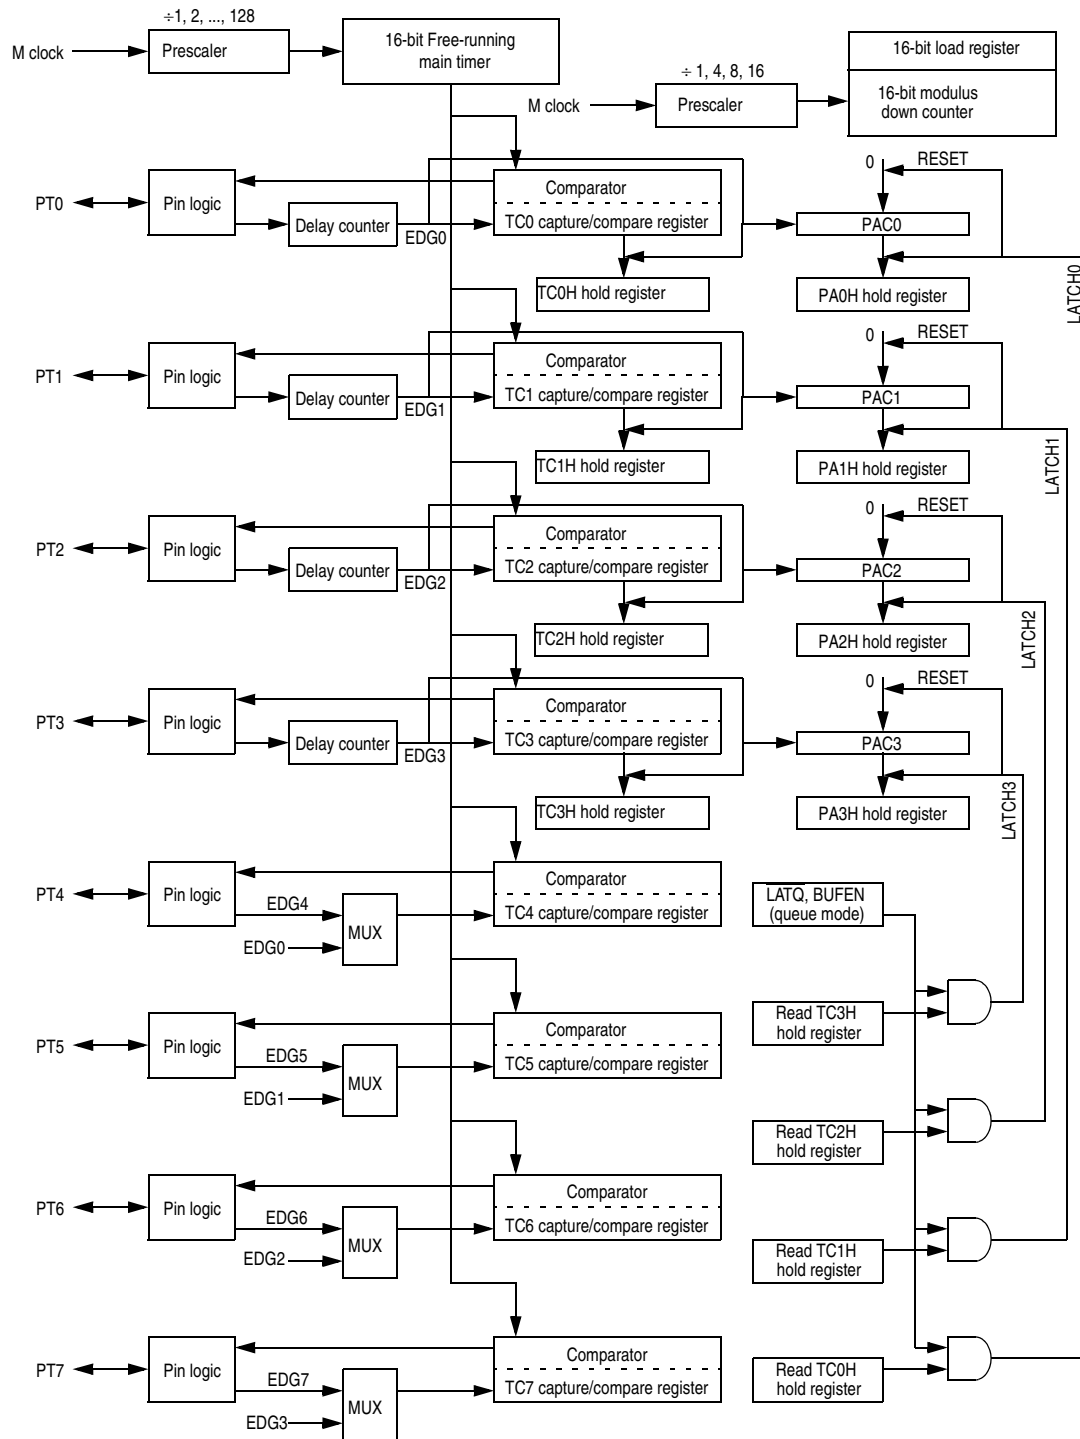 ÷1, 2, ..., 128
M clock
Prescaler
16-bit Free-running
main timer
16-bit load register
÷ 1, 4, 8, 16
M clock
Prescaler
16-bit modulus
down counter
PT0
Pin logic
Delay counter
EDG0
Comparator
TC0 capture/compare register
TC0H hold register
0
RESET
PAC0
PA0H hold register
LATCH0
PT1
Pin logic
Delay counter
EDG1
Comparator
TC1 capture/compare register
TC1H hold register
0
RESET
PAC1
PA1H hold register
LATCH1
PT2
Pin logic
Delay counter
EDG2
Comparator
TC2 capture/compare register
TC2H hold register
0
RESET
PAC2
PA2H hold register
LATCH2
PT3
Pin logic
Delay counter
EDG3
Comparator
TC3 capture/compare register
TC3H hold register
0
RESET
PAC3
PA3H hold register
LATCH3
PT4
Pin logic
EDG4
EDG0
MUX
Comparator
TC4 capture/compare register
LATQ, BUFEN
(queue mode)
Read TC3H
hold register
PT5
Pin logic
EDG5
EDG1
MUX
Comparator
TC5 capture/compare register
Read TC2H
hold register
PT6
Pin logic
EDG6
EDG2
MUX
Comparator
TC6 capture/compare register
Read TC1H
hold register
PT7
Pin logic
EDG7
EDG3
MUX
Comparator
TC7 capture/compare register
Read TC0H
hold register